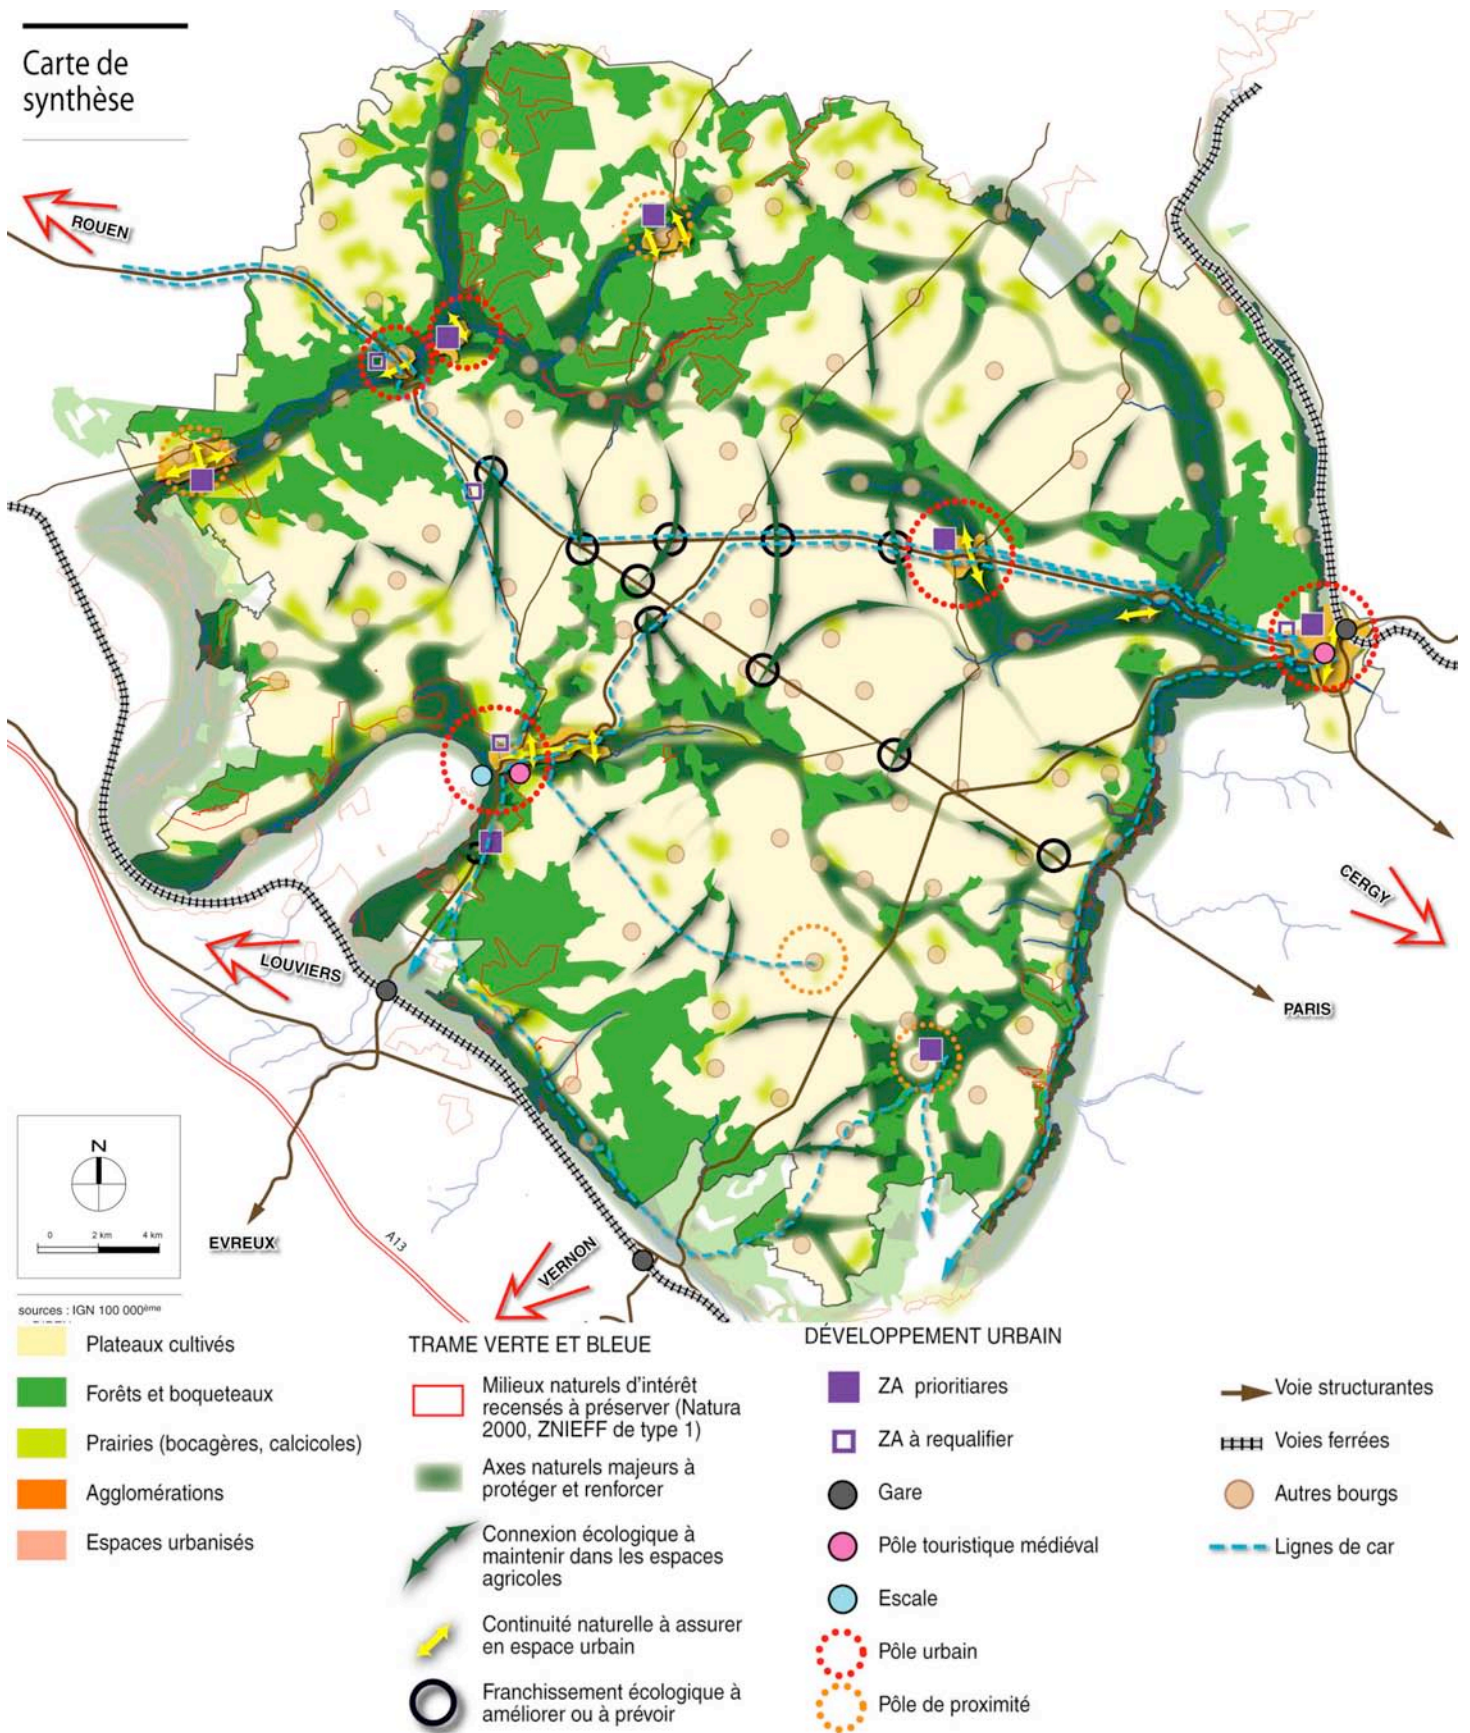 Carte de
synthèse
ROUEN
LOUVIERS
CERGY
PARIS
EVREUX
A13
VERNON
N
0 2 km 4 km
sources : IGN 100 000ème
Plateaux cultivés
Forêts et boqueteaux
Prairies (bocagères, calcicoles)
Agglomérations
Espaces urbanisés
TRAME VERTE ET BLEUE
Milieux naturels d'intérêt
recensés à préserver (Natura
2000, ZNIEFF de type 1)
Axes naturels majeurs à
protéger et renforcer
Connexion écologique à
maintenir dans les espaces
agricoles
Continuité naturelle à assurer
en espace urbain
Franchissement écologique à
améliorer ou à prévoir
DÉVELOPPEMENT URBAIN
ZA prioritiares
ZA à requalifier
Gare
Pôle touristique médiéval
Escale
Pôle urbain
Pôle de proximité
Voie structurantes
Voies ferrées
Autres bourgs
Lignes de car